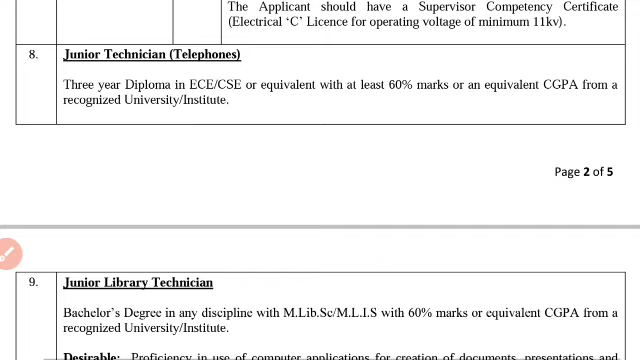 The Applicant should have a Supervisor Competency Certificate
(Electrical ‘C’ Licence for operating voltage of minimum 11kv).
8. Junior Technician (Telephones)
Three year Diploma in ECE/CSE or equivalent with at least 60% marks or an equivalent CGPA from a
recognized University/Institute.
Page 2 of 5
9. Junior Library Technician
Bachelor’s Degree in any discipline with M.Lib.Sc/M.L.I.S with 60% marks or equivalent CGPA from a
recognized University/Institute.
Desirable: Proficiency in use of computer applications for creation of documents, presentations and